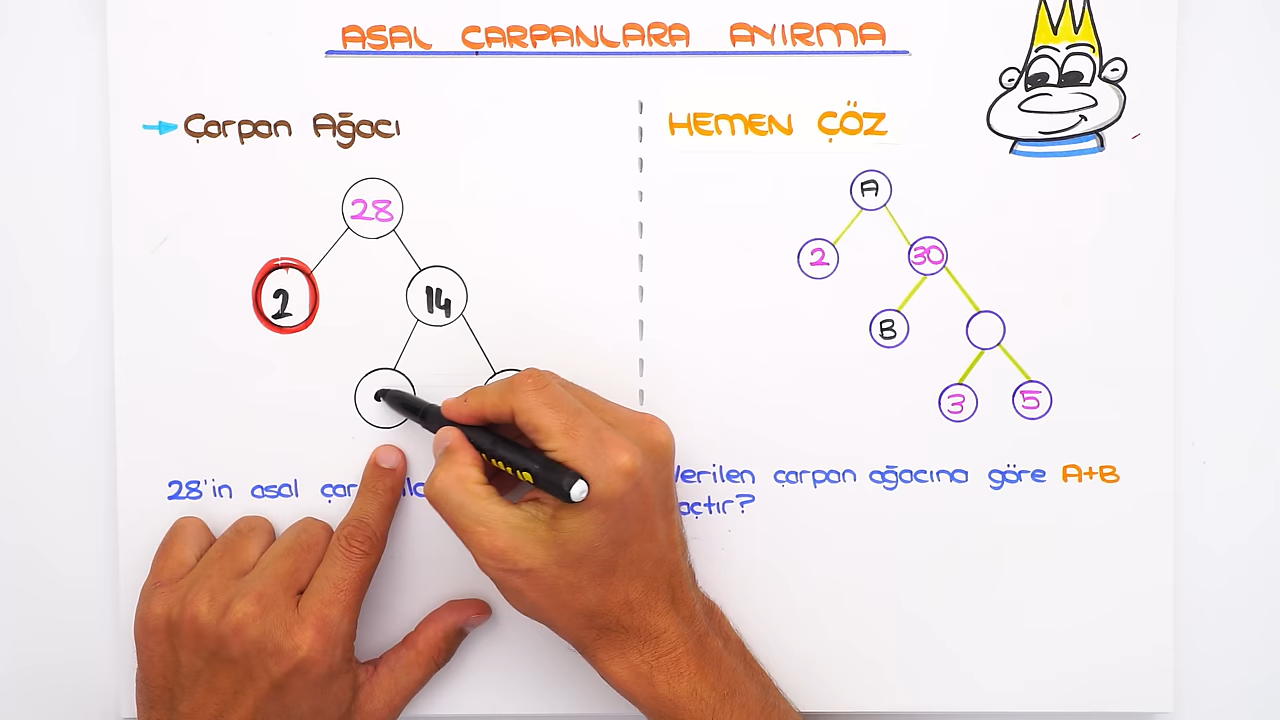 ASAL ÇARPANLARA AYIRMA
Çarpan Ağacı
28
2
14
28'in asal
HEMEN ÇÖZ
A
2
30
B
3
5
Verilen çarpan ağacına göre A+B